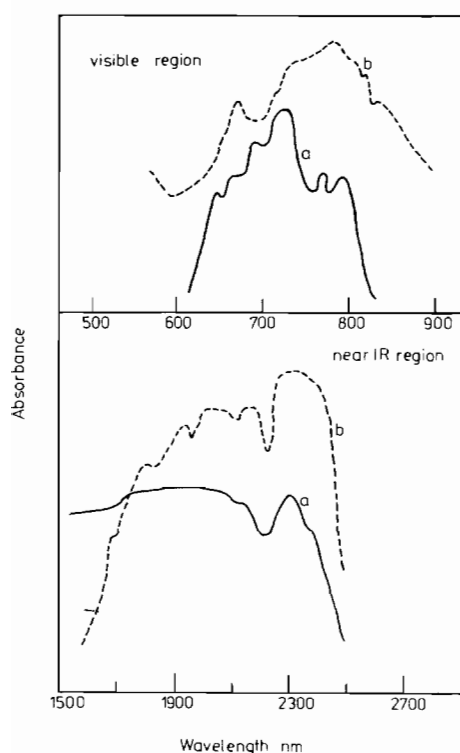 visible region
b
a
500 600 700 800 900
near IR region
Absorbance
b
a
1500 1900 2300 2700
Wavelength nm